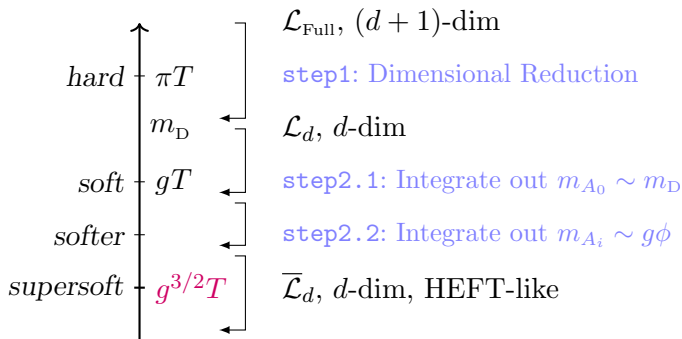 ℒ_Full, (d + 1)-dim
hard πT step1: Dimensional Reduction
m_D ℒ_d, d-dim
soft gT step2.1: Integrate out m_{A_0} ∼ m_D
softer step2.2: Integrate out m_{A_i} ∼ gϕ
supersoft g^{3/2}T ℒ̅_d, d-dim, HEFT-like